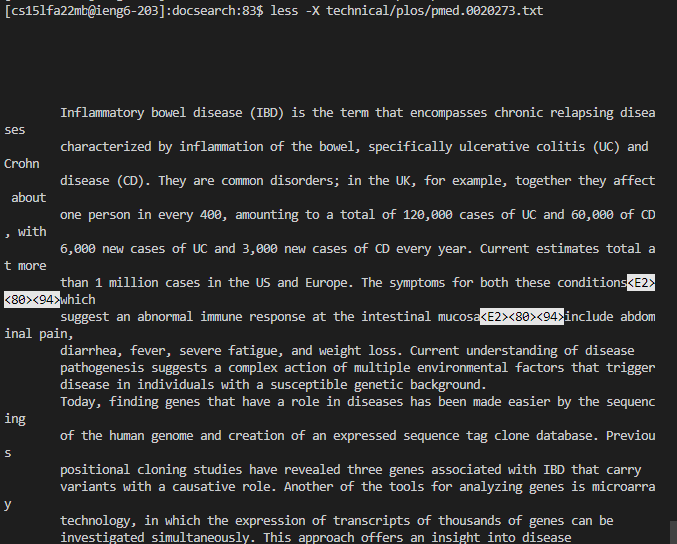 [cs15lfa22mb@ieng6-203]:docsearch:83$ less -X technical/plos/pmed.0020273.txt
Inflammatory bowel disease (IBD) is the term that encompasses chronic relapsing disea
ses
characterized by inflammation of the bowel, specifically ulcerative colitis (UC) and
Crohn
disease (CD). They are common disorders; in the UK, for example, together they affect
about
one person in every 400, amounting to a total of 120,000 cases of UC and 60,000 of CD
, with
6,000 new cases of UC and 3,000 new cases of CD every year. Current estimates total a
t more
than 1 million cases in the US and Europe. The symptoms for both these conditions<E2>
<80><94>which
suggest an abnormal immune response at the intestinal mucosa<E2><80><94>include abdom
inal pain,
diarrhea, fever, severe fatigue, and weight loss. Current understanding of disease
pathogenesis suggests a complex action of multiple environmental factors that trigger
disease in individuals with a susceptible genetic background.
Today, finding genes that have a role in diseases has been made easier by the sequenc
ing
of the human genome and creation of an expressed sequence tag clone database. Previou
s
positional cloning studies have revealed three genes associated with IBD that carry
variants with a causative role. Another of the tools for analyzing genes is microarra
y
technology, in which the expression of transcripts of thousands of genes can be
investigated simultaneously. This approach offers an insight into disease